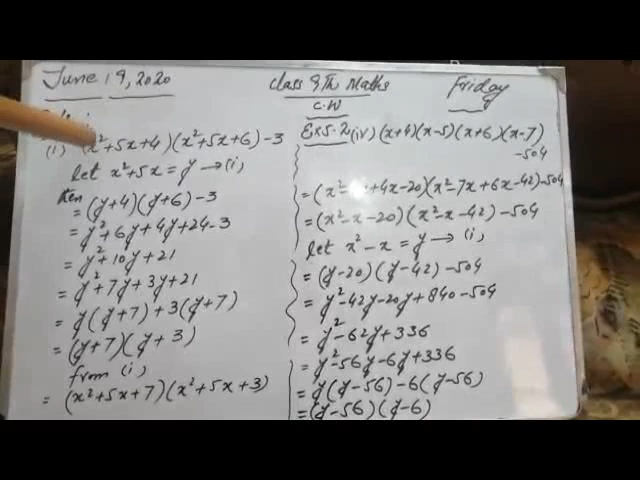 June 19, 2020
Class 9Th Maths
Friday
C.W
(i) (x²+5x+4)(x²+5x+6)-3
let x²+5x = y → (i)
then
= (y+4)(y+6)-3
= y²+6y+4y+24-3
= y²+10y+21
= y²+7y+3y+21
= y(y+7)+3(y+7)
= (y+7)(y+3)
from (i)
= (x²+5x+7)(x²+5x+3)
Ex 5.2 (iv) (x+4)(x-5)(x+6)(x-7)
-504
= (x²- +4x-20)(x²-7x+6x-42)-504
= (x²-x-20)(x²-x-42)-504
let x²-x = y → (i)
= (y-20)(y-42)-504
= y²-42y-20y+840-504
= y²-62y+336
= y²-56y-6y+336
= y(y-56)-6(y-56)
= (y-56)(y-6)